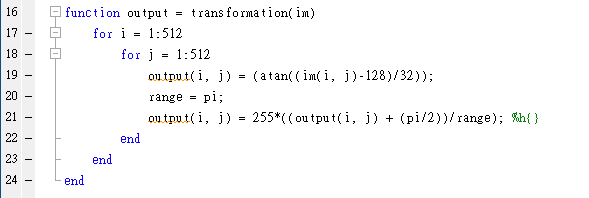 16 - function output = transformation(im)
17 - for i = 1:512
18 - for j = 1:512
19 - output(i, j) = (atan((im(i, j)-128)/32));
20 - range = pi;
21 - output(i, j) = 255*((output(i, j) + (pi/2))/range); %h{}
22 - end
23 - end
24 - end